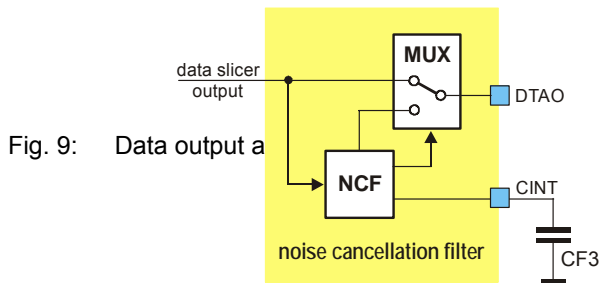 MUX
data slicer
output
DTAO
Fig. 9: Data output a
NCF
CINT
noise cancellation filter
CF3